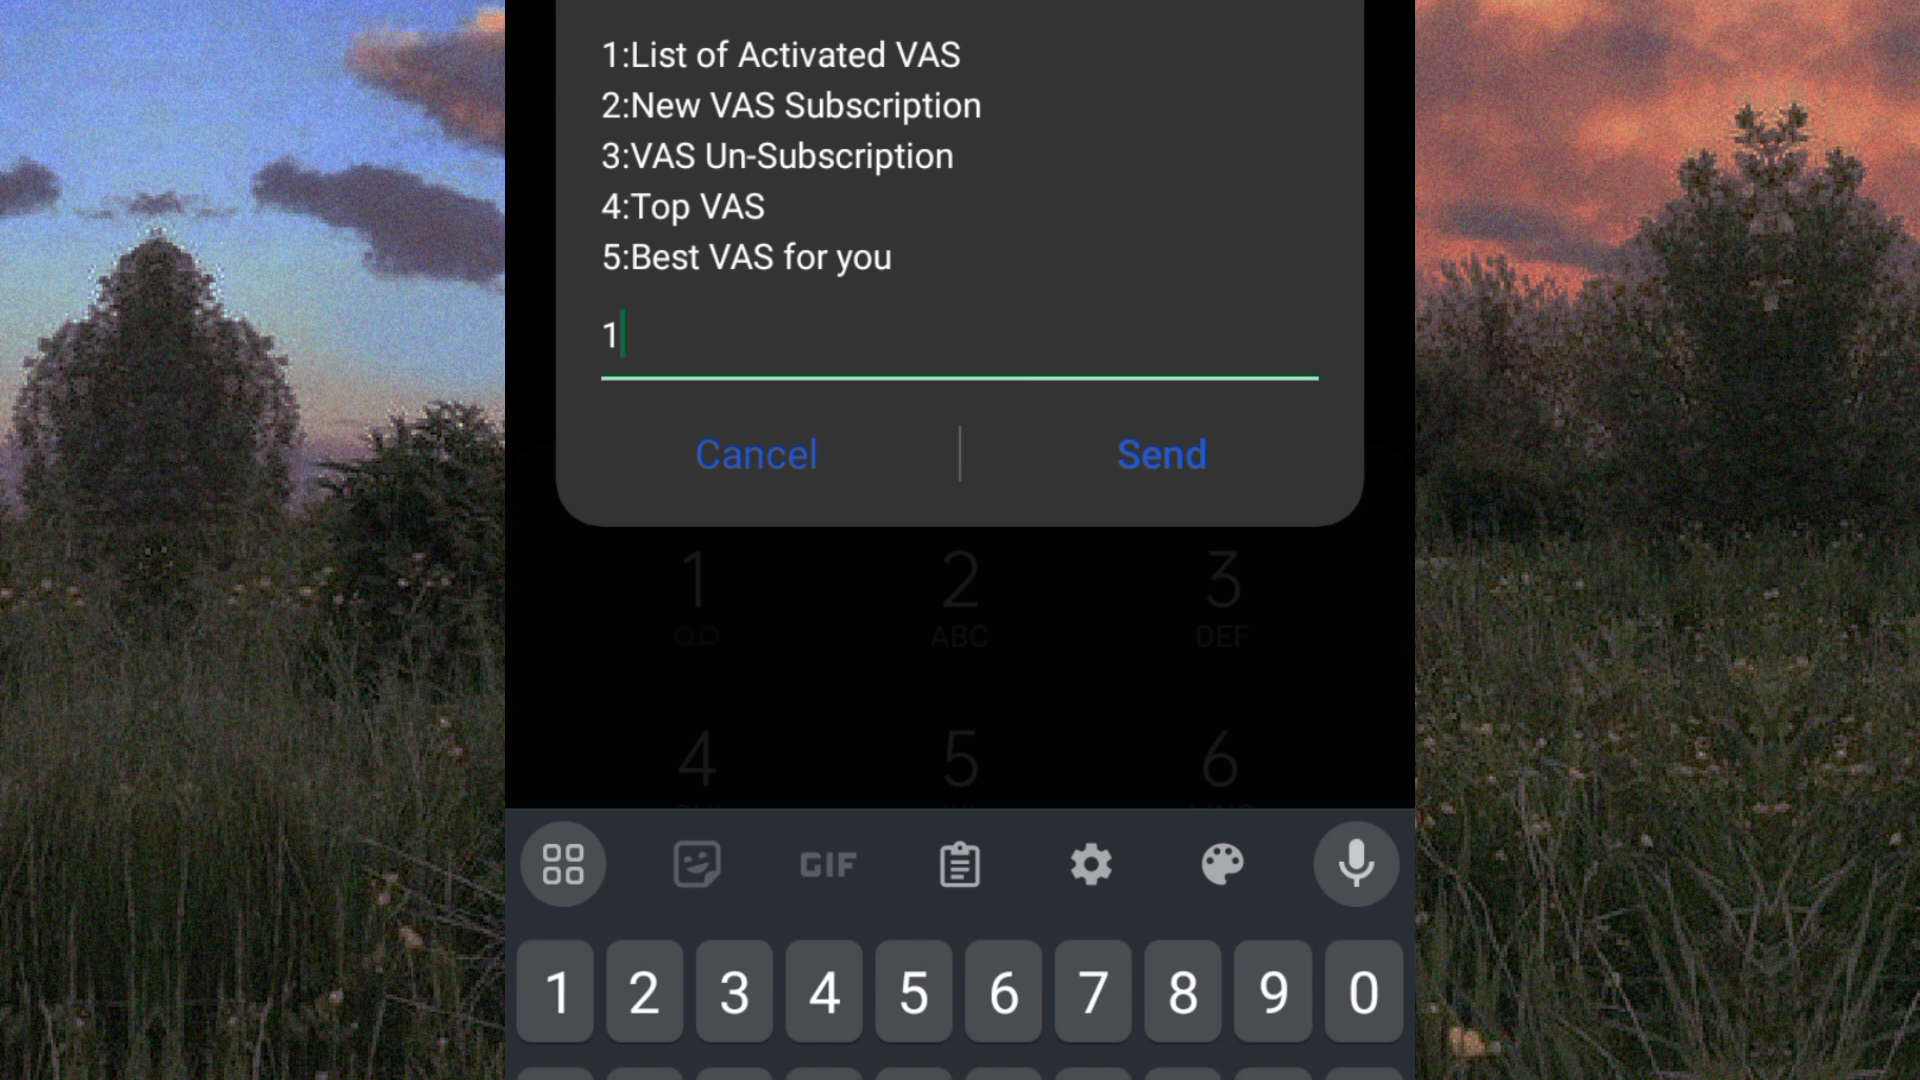 1:List of Activated VAS
2:New VAS Subscription
3:VAS Un-Subscription
4:Top VAS
5:Best VAS for you
1
Cancel
Send
1 2 3
ABC DEF
4 5 6
GIF
1 2 3 4 5 6 7 8 9 0